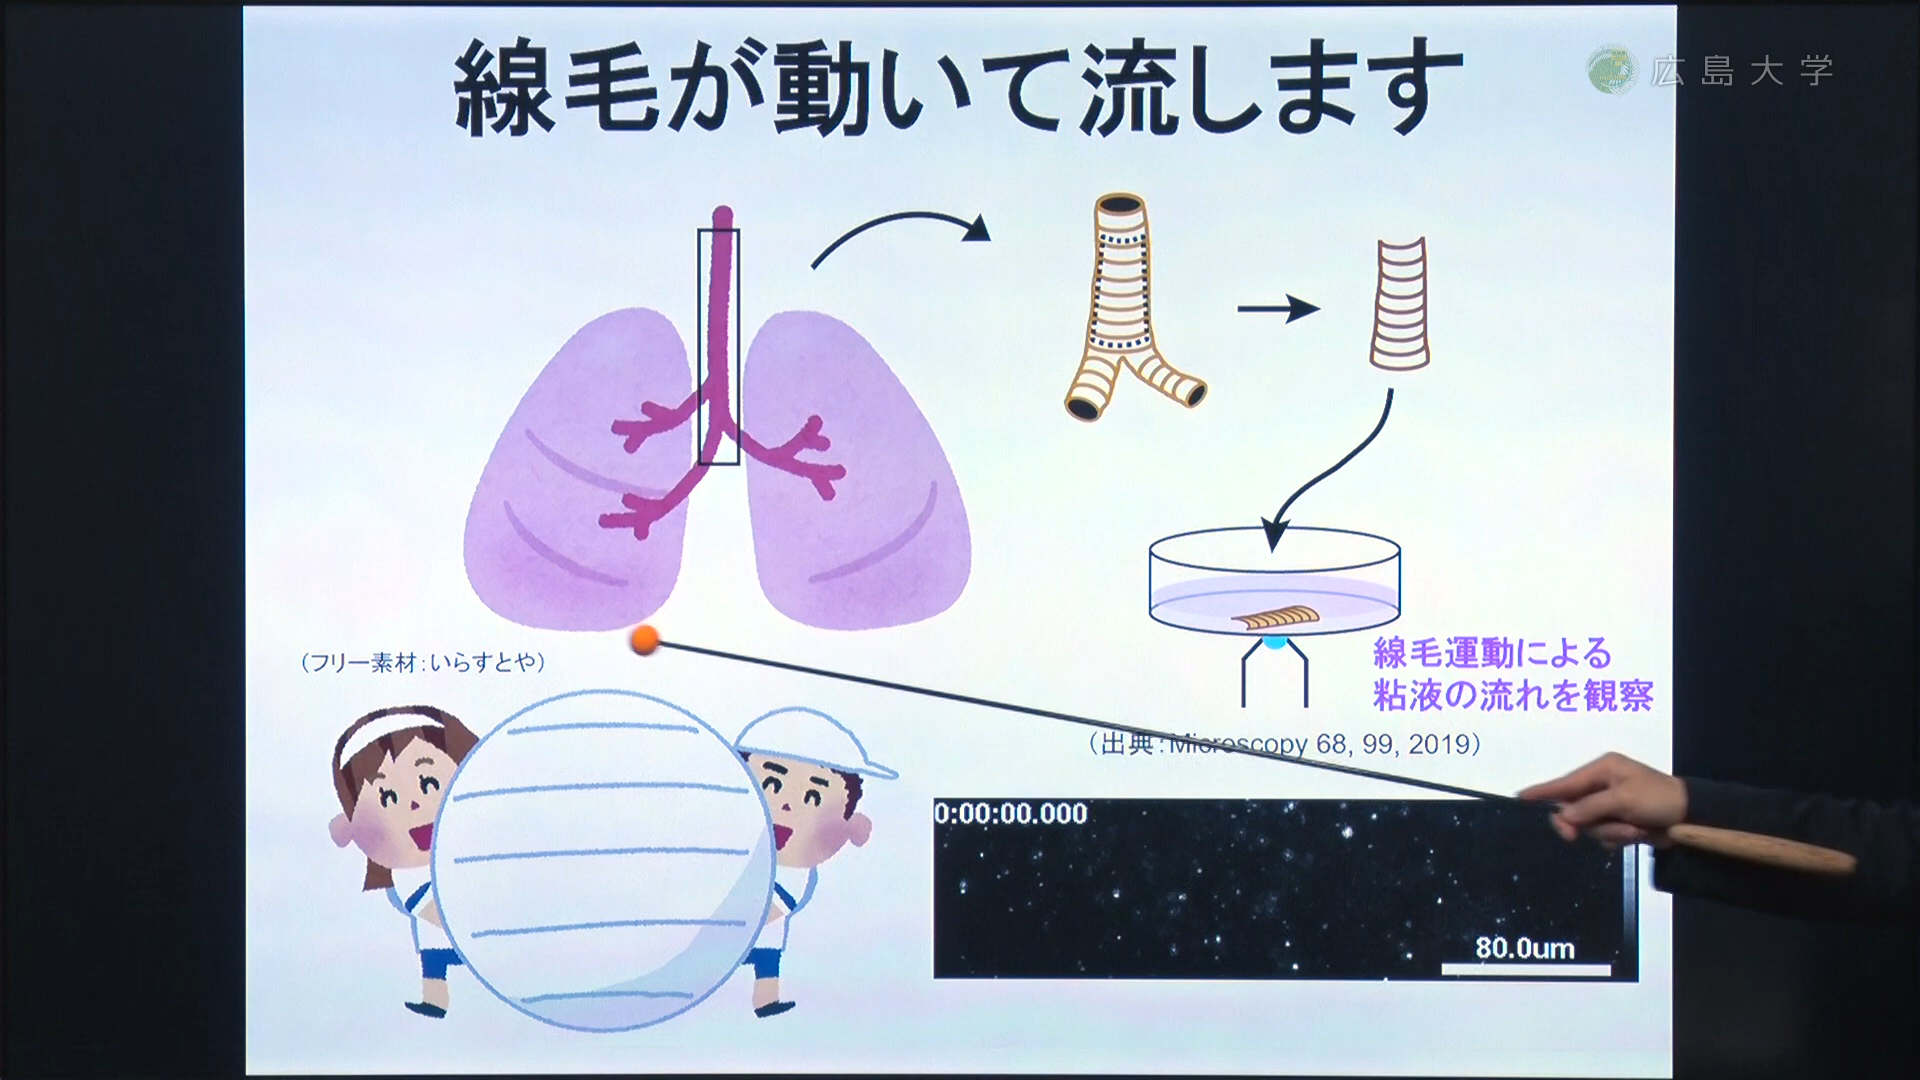 線毛が動いて流します
広島大学
(フリー素材:いらすとや)
線毛運動による
粘液の流れを観察
(出典:Microscopy 68, 99, 2019)
0:00:00.000
80.0um